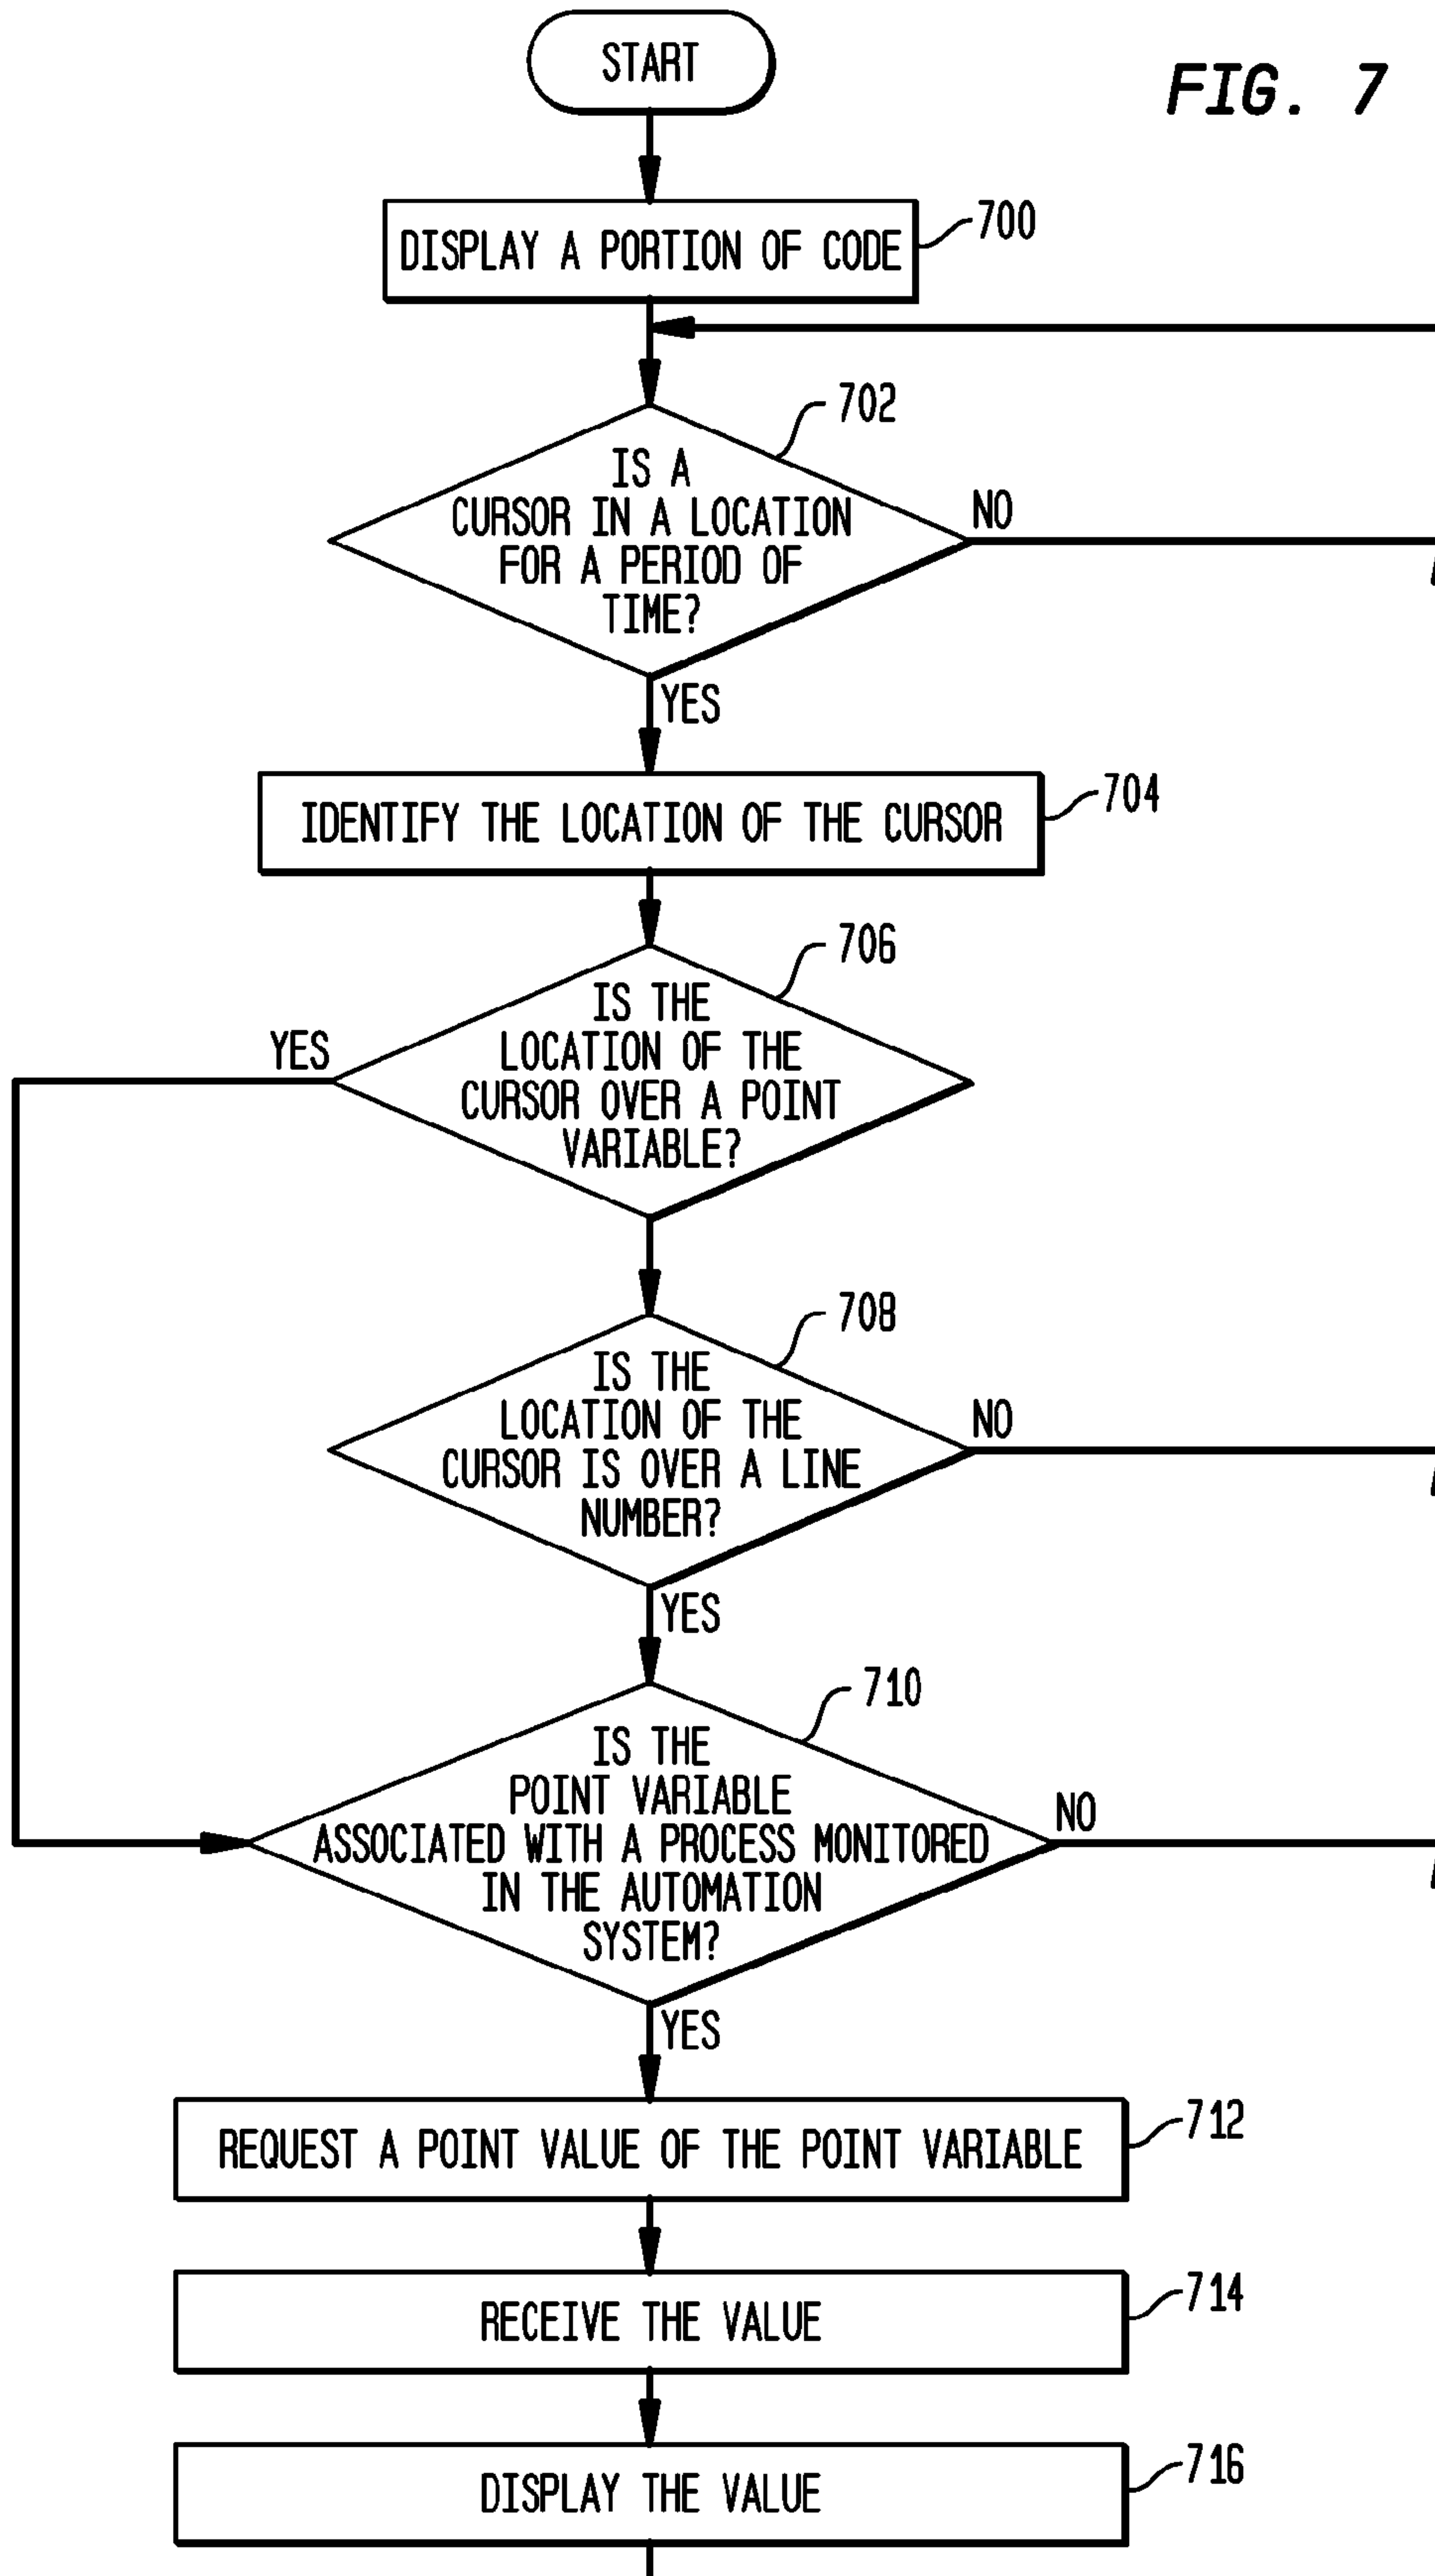 START
FIG. 7
DISPLAY A PORTION OF CODE
700
702
IS A
CURSOR IN A LOCATION
FOR A PERIOD OF
TIME?
NO
YES
IDENTIFY THE LOCATION OF THE CURSOR
704
706
IS THE
LOCATION OF THE
CURSOR OVER A POINT
VARIABLE?
YES
708
IS THE
LOCATION OF THE
CURSOR IS OVER A LINE
NUMBER?
NO
YES
710
IS THE
POINT VARIABLE
ASSOCIATED WITH A PROCESS MONITORED
IN THE AUTOMATION
SYSTEM?
NO
YES
REQUEST A POINT VALUE OF THE POINT VARIABLE
712
RECEIVE THE VALUE
714
DISPLAY THE VALUE
716